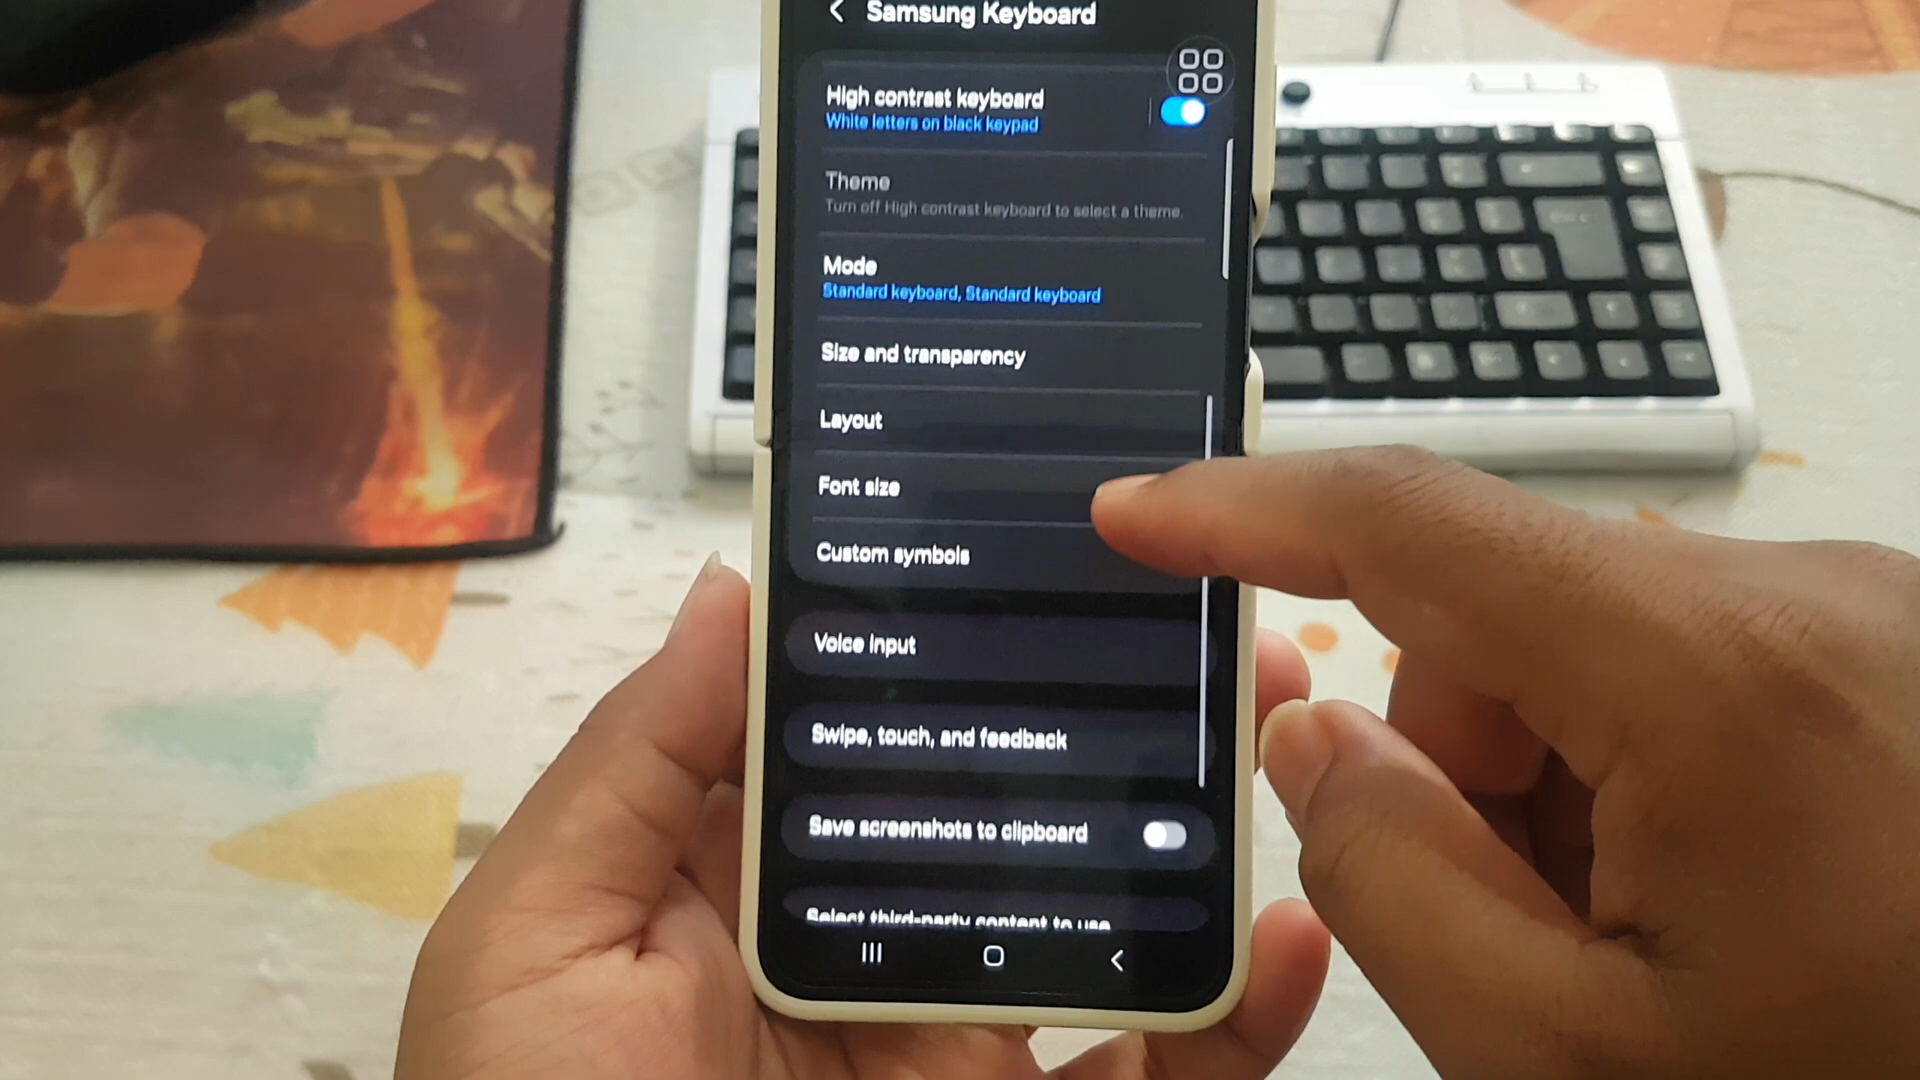 Samsung Keyboard
High contrast keyboard
White letters on black keypad
Theme
Turn off High contrast keyboard to select a theme.
Mode
Standard keyboard, Standard keyboard
Size and transparency
Layout
Font size
Custom symbols
Voice input
Swipe, touch, and feedback
Save screenshots to clipboard
Select third-party content to use